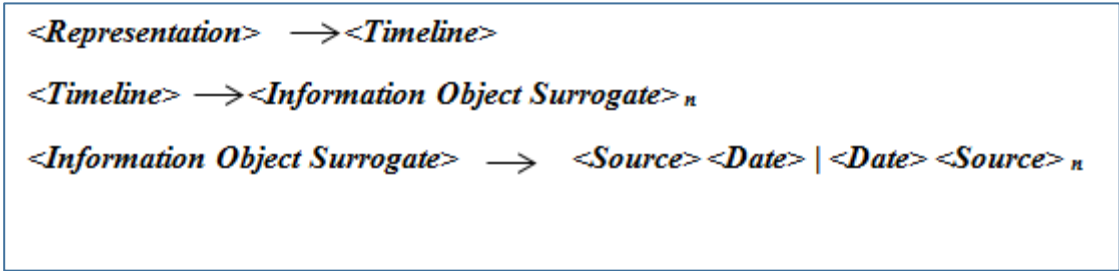 <Representation> → <Timeline>
<Timeline> → <Information Object Surrogate> n
<Information Object Surrogate> → <Source> <Date> | <Date> <Source> n